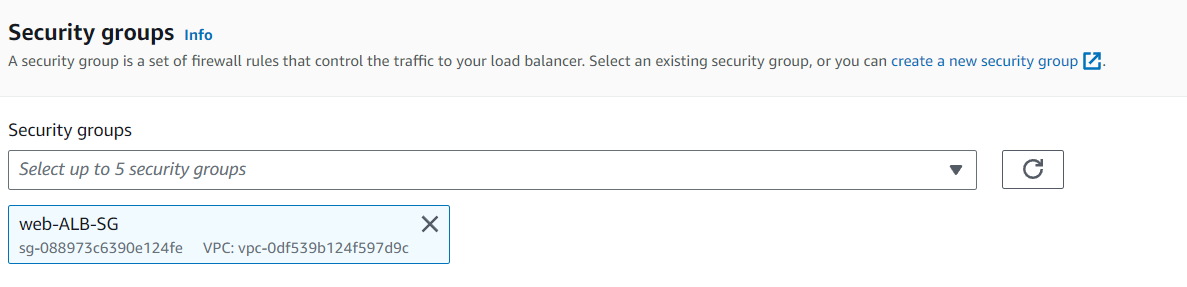 Security groups Info
A security group is a set of firewall rules that control the traffic to your load balancer. Select an existing security group, or you can create a new security group.
Security groups
Select up to 5 security groups
web-ALB-SG
sg-088973c6390e124fe VPC: vpc-0df539b124f597d9c